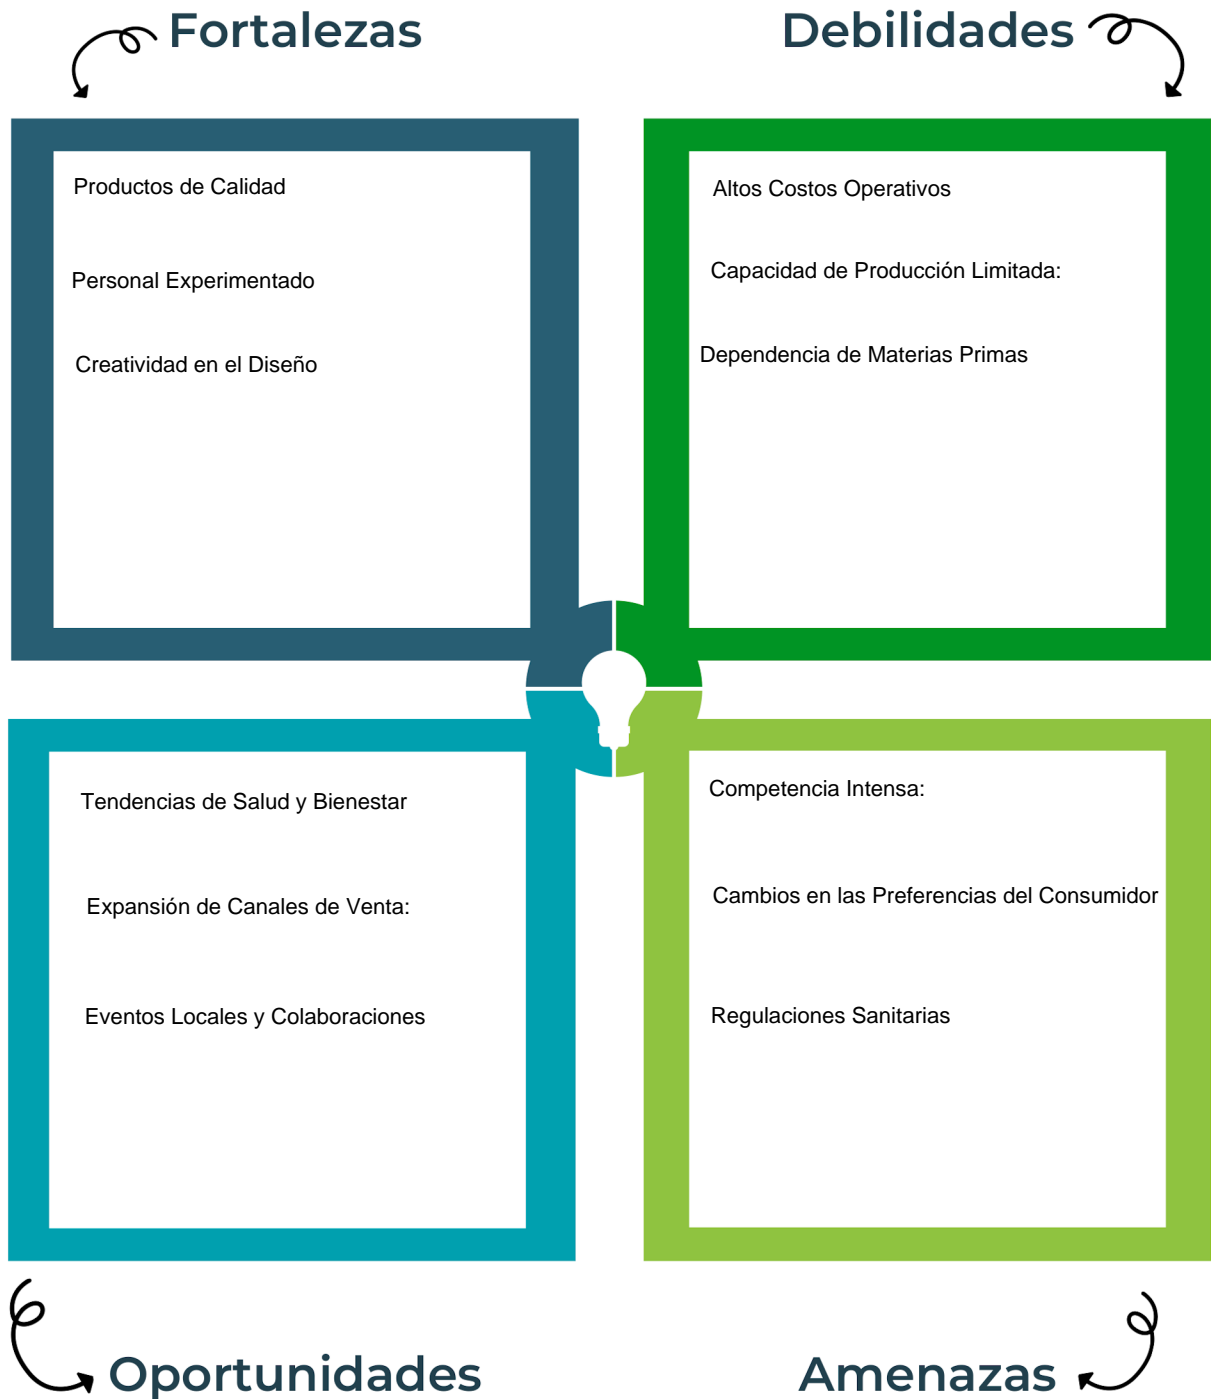 Fortalezas
Productos de Calidad
Personal Experimentado
Creatividad en el Diseño
Debilidades
Altos Costos Operativos
Capacidad de Producción Limitada:
Dependencia de Materias Primas
Tendencias de Salud y Bienestar
Expansión de Canales de Venta:
Eventos Locales y Colaboraciones
Oportunidades
Competencia Intensa:
Cambios en las Preferencias del Consumidor
Regulaciones Sanitarias
Amenazas